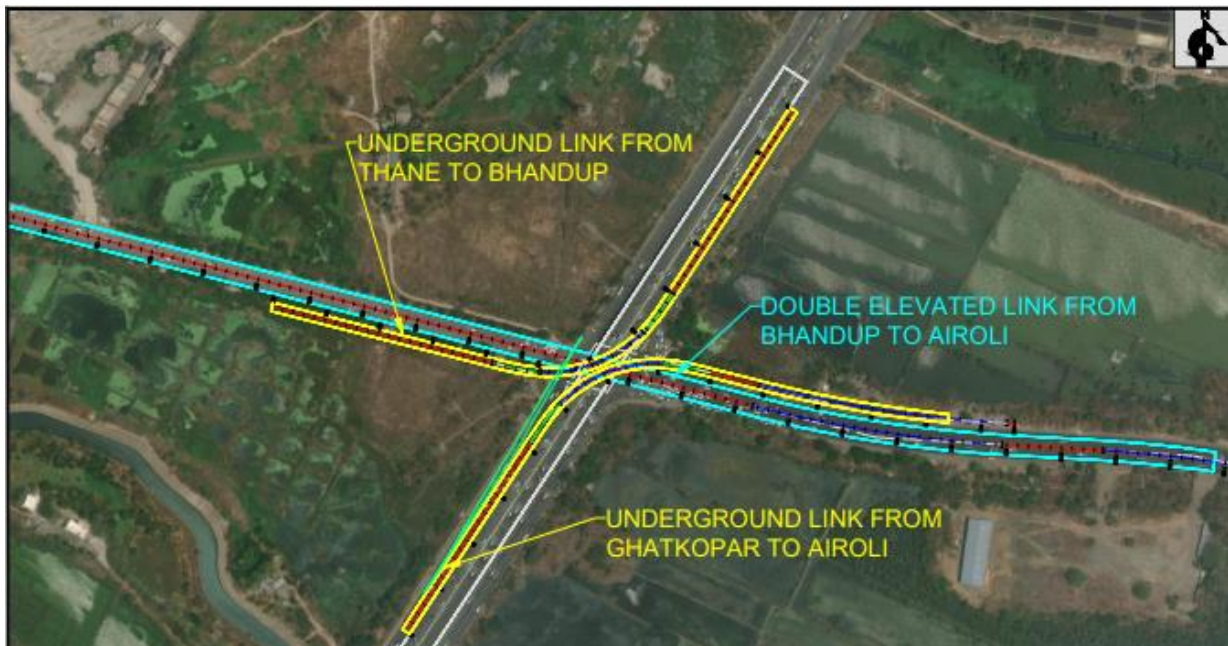 UNDERGROUND LINK FROM
THANE TO BHANDUP
DOUBLE ELEVATED LINK FROM
BHANDUP TO AIROLI
UNDERGROUND LINK FROM
GHATKOPAR TO AIROLI